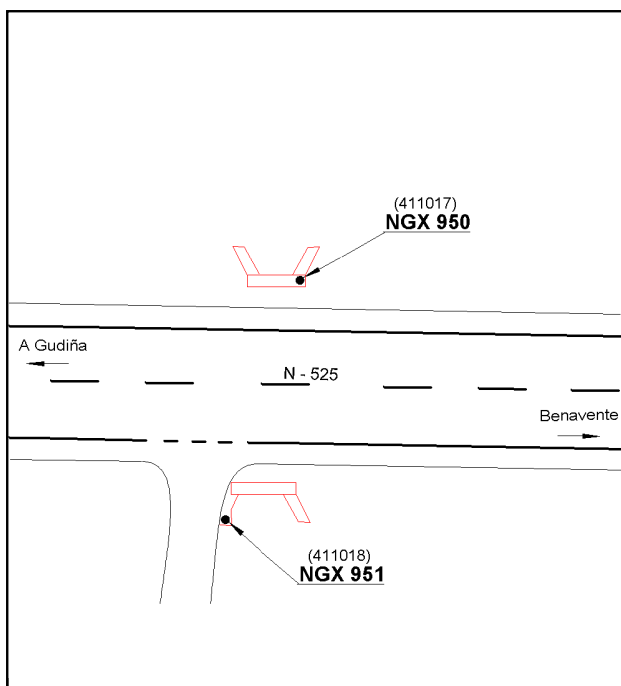 (411017)
NGX 950
A Gudiña
N - 525
Benavente
(411018)
NGX 951